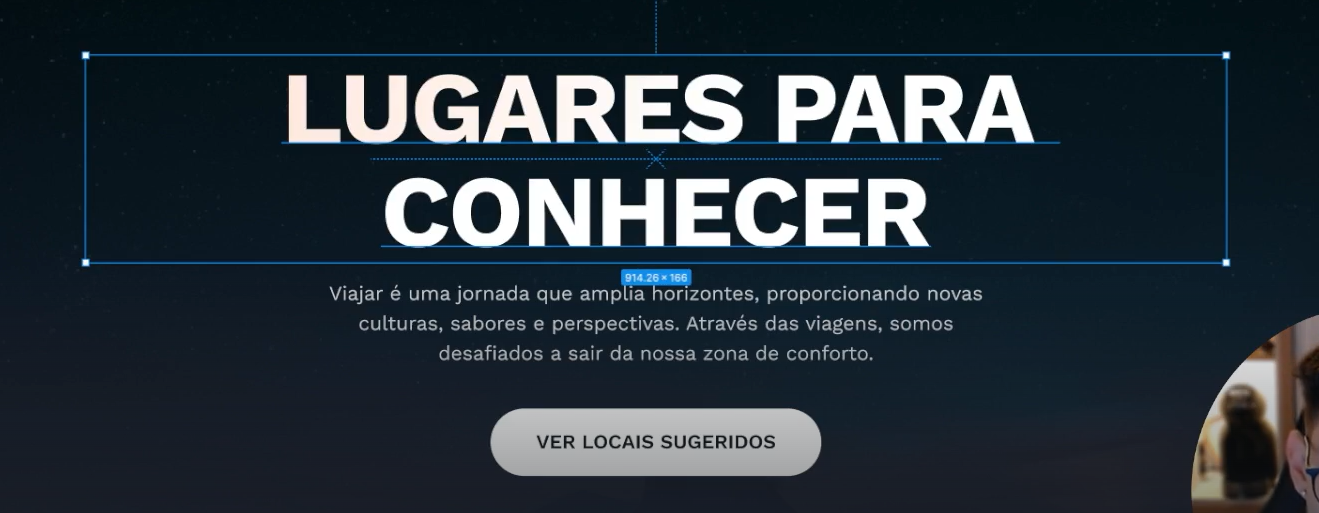 LUGARES PARA
CONHECER
914.26 × 166
Viajar é uma jornada que amplia horizontes, proporcionando novas
culturas, sabores e perspectivas. Através das viagens, somos
desafiados a sair da nossa zona de conforto.
VER LOCAIS SUGERIDOS